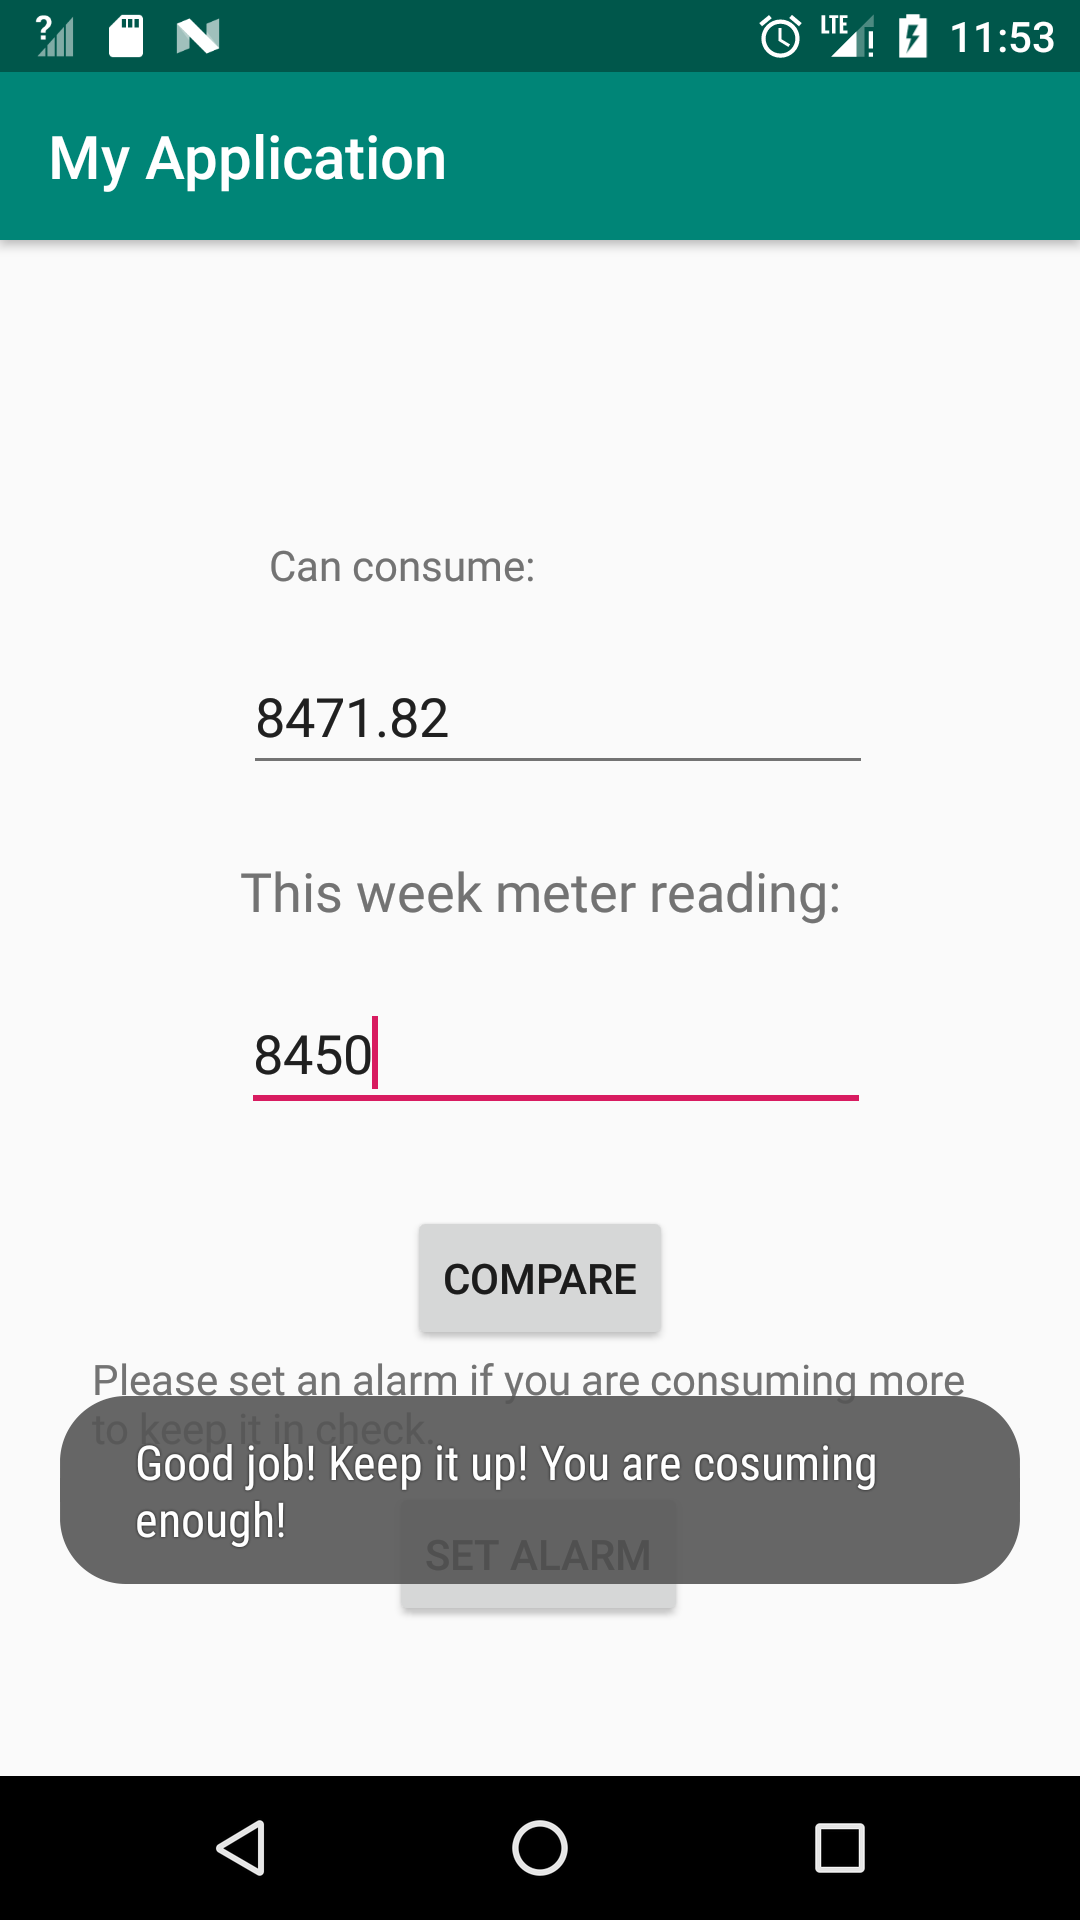 ? LTE ! 11:53
My Application
Can consume:
8471.82
This week meter reading:
8450
COMPARE
Please set an alarm if you are consuming more
to keep it in check.
Good job! Keep it up! You are cosuming
enough!
SET ALARM